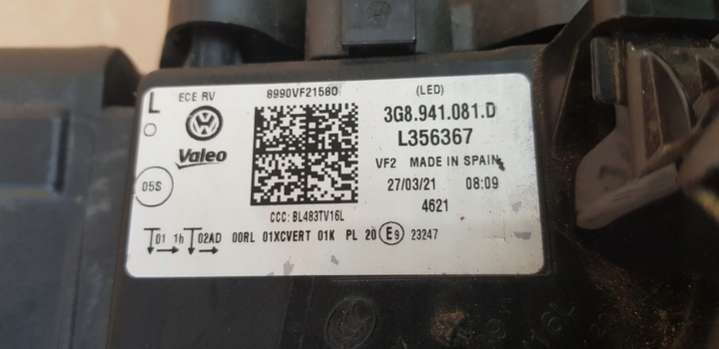 L ECE RV 8990VF21580 (LED)
3G8.941.081.D
Valeo L356367
VF2 MADE IN SPAIN
05S 27/03/21 08:09
4621
CCC: BL483TV16L
01 1h 02AD 00RL 01XCVERT 01K PL 20 E9 23247